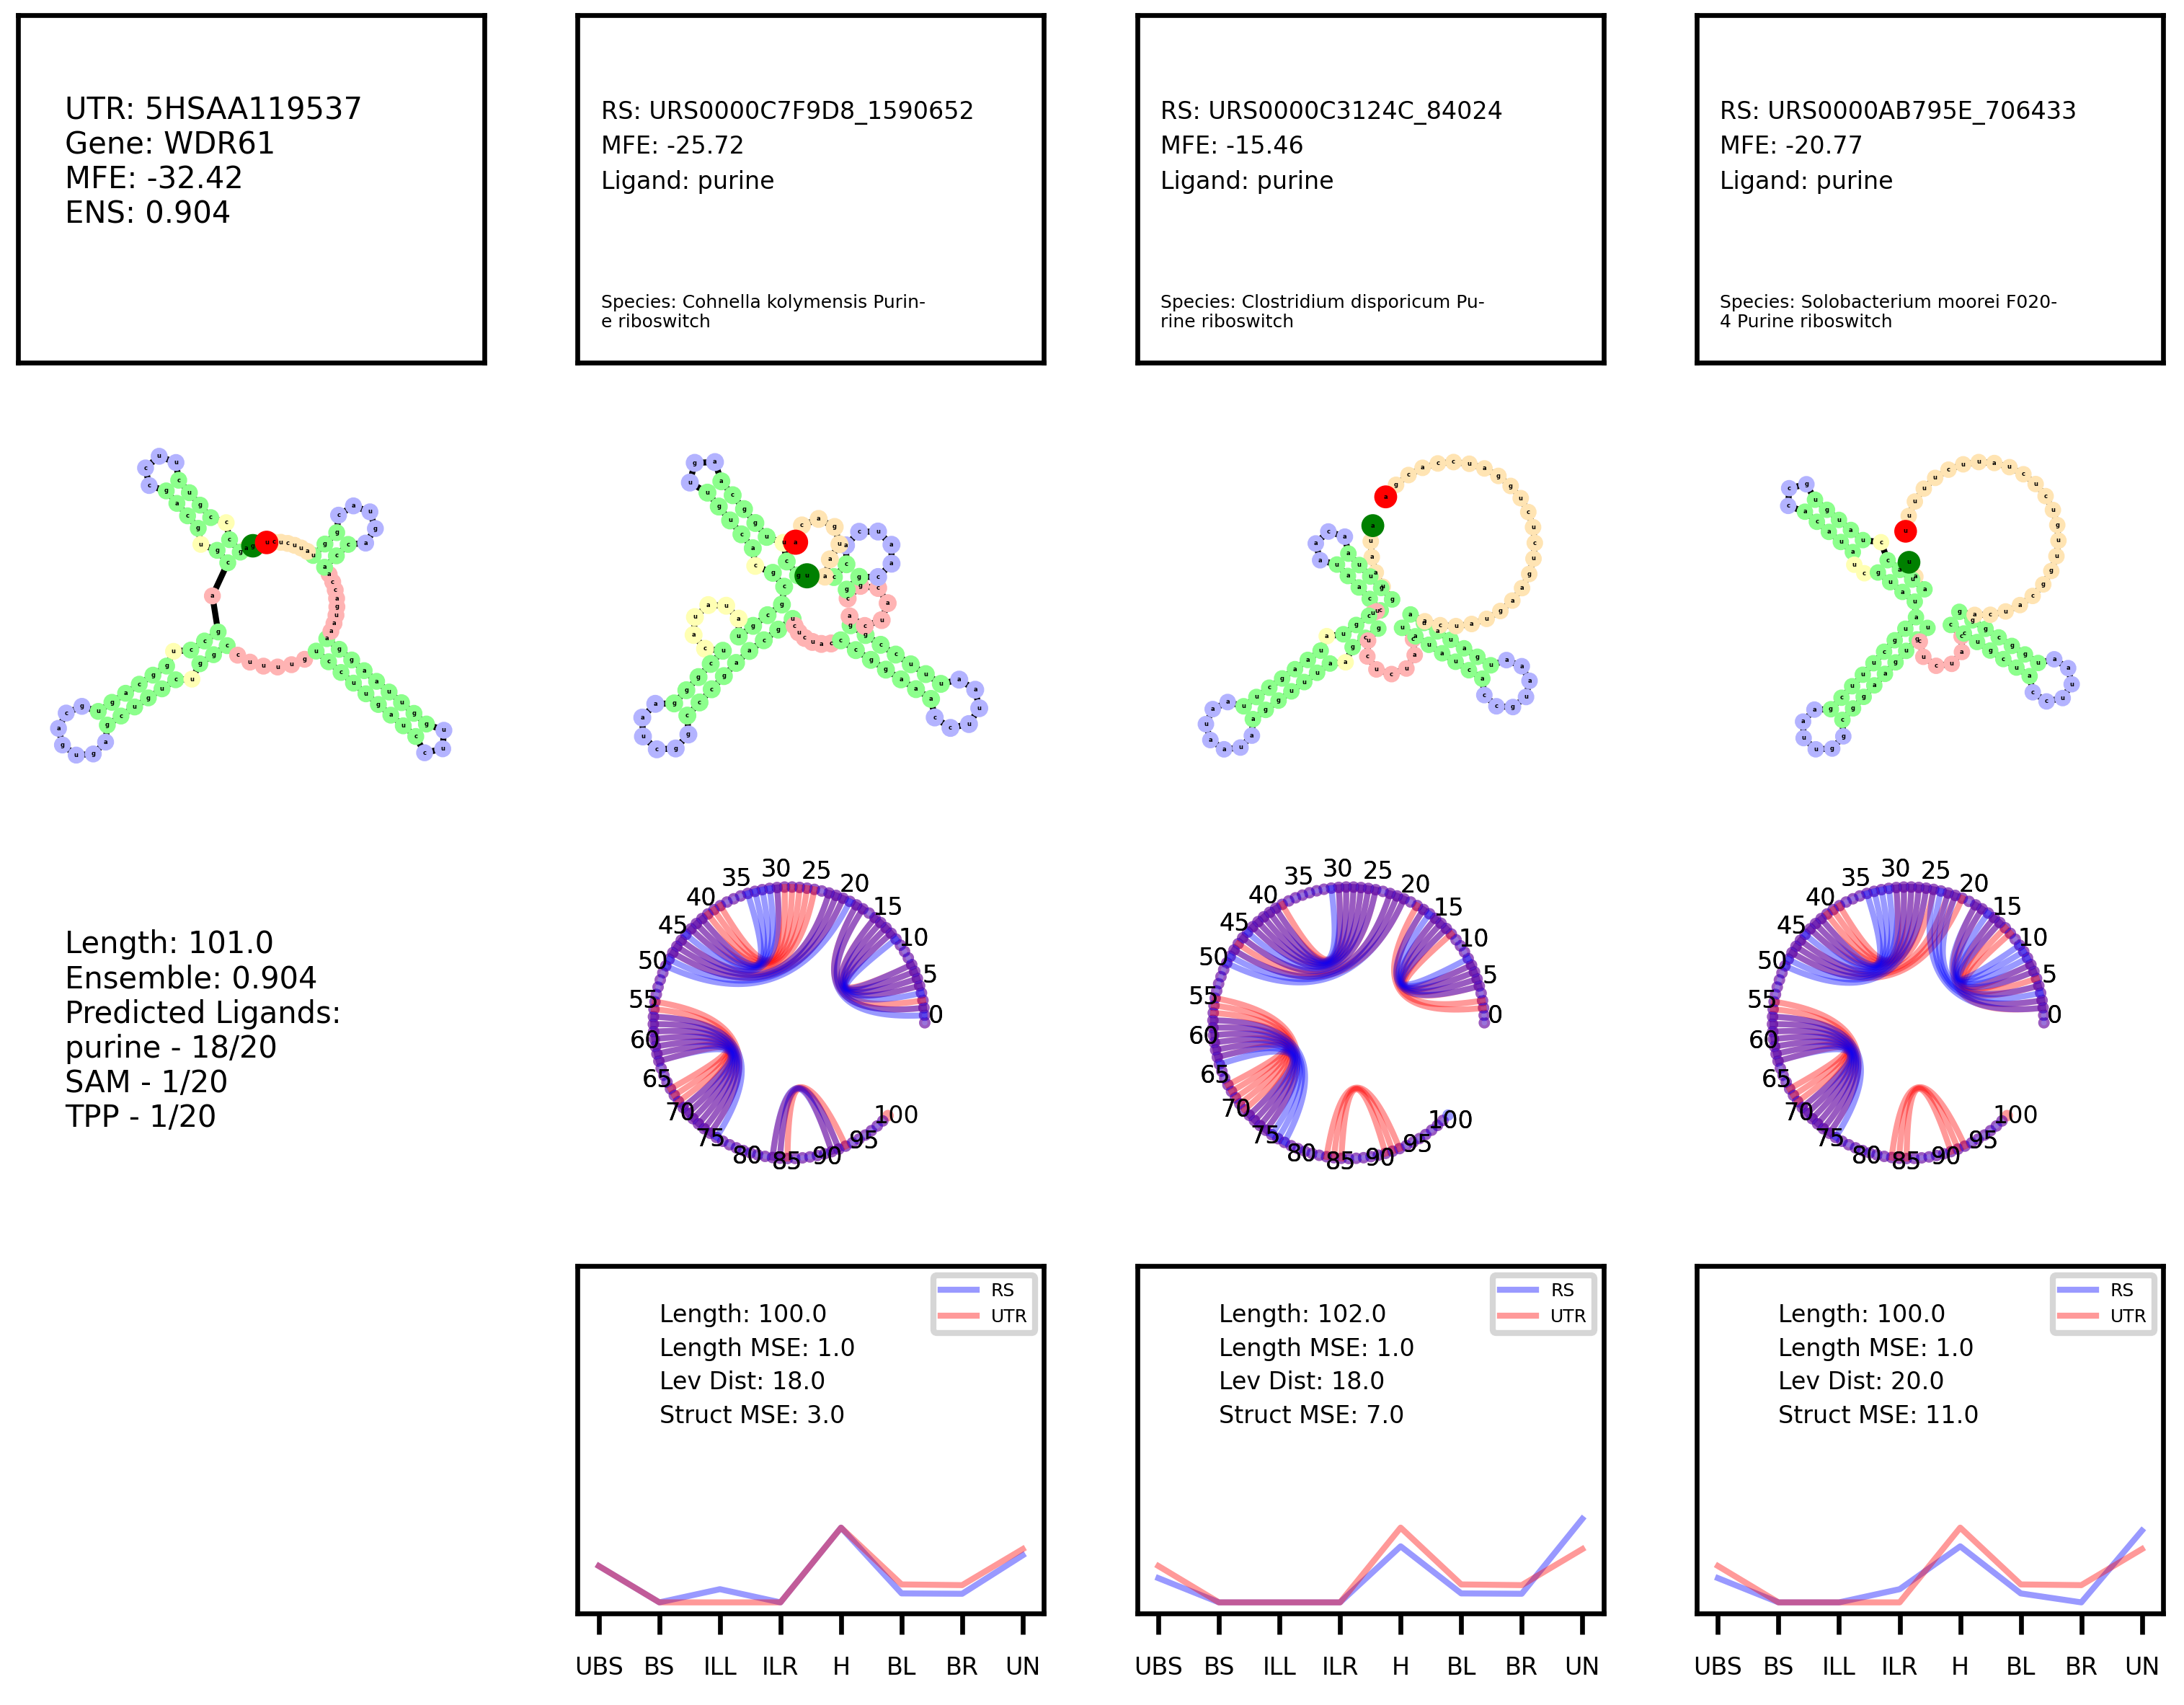 UTR: 5HSAA119537
Gene: WDR61
MFE: -32.42
ENS: 0.904
RS: URS0000C7F9D8_1590652
MFE: -25.72
Ligand: purine
Species: Cohnella kolymensis Purin-
e riboswitch
RS: URS0000C3124C_84024
MFE: -15.46
Ligand: purine
Species: Clostridium disporicum Pu-
rine riboswitch
RS: URS0000AB795E_706433
MFE: -20.77
Ligand: purine
Species: Solobacterium moorei F020-
4 Purine riboswitch
Length: 101.0
Ensemble: 0.904
Predicted Ligands:
purine - 18/20
SAM - 1/20
TPP - 1/20
0 5 10 15 20 25 30 35 40 45 50 55 60 65 70 75 80 85 90 95 100
0 5 10 15 20 25 30 35 40 45 50 55 60 65 70 75 80 85 90 95 100
0 5 10 15 20 25 30 35 40 45 50 55 60 65 70 75 80 85 90 95 100
RS
UTR
Length: 100.0
Length MSE: 1.0
Lev Dist: 18.0
Struct MSE: 3.0
UBS BS ILL ILR H BL BR UN
RS
UTR
Length: 102.0
Length MSE: 1.0
Lev Dist: 18.0
Struct MSE: 7.0
UBS BS ILL ILR H BL BR UN
RS
UTR
Length: 100.0
Length MSE: 1.0
Lev Dist: 20.0
Struct MSE: 11.0
UBS BS ILL ILR H BL BR UN